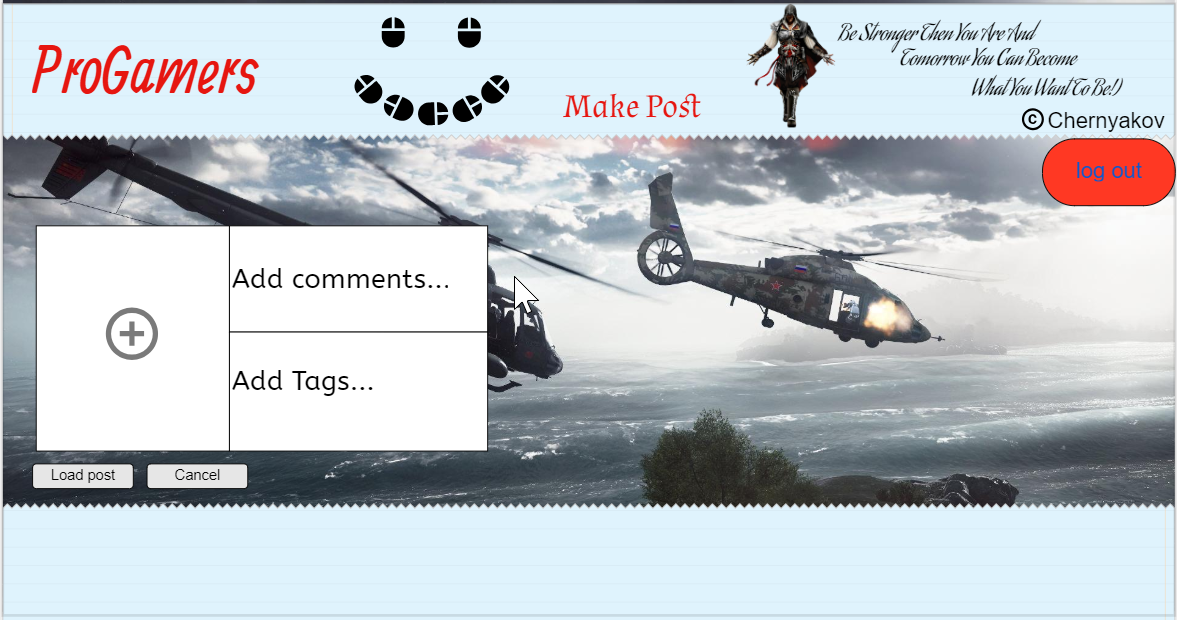 ProGamers
Make Post
Be Stronger Then You Are And
Tomorrow You Can Become
What You Want To Be!)
© Chernyakov
log out
Add comments...
Add Tags...
Load post
Cancel